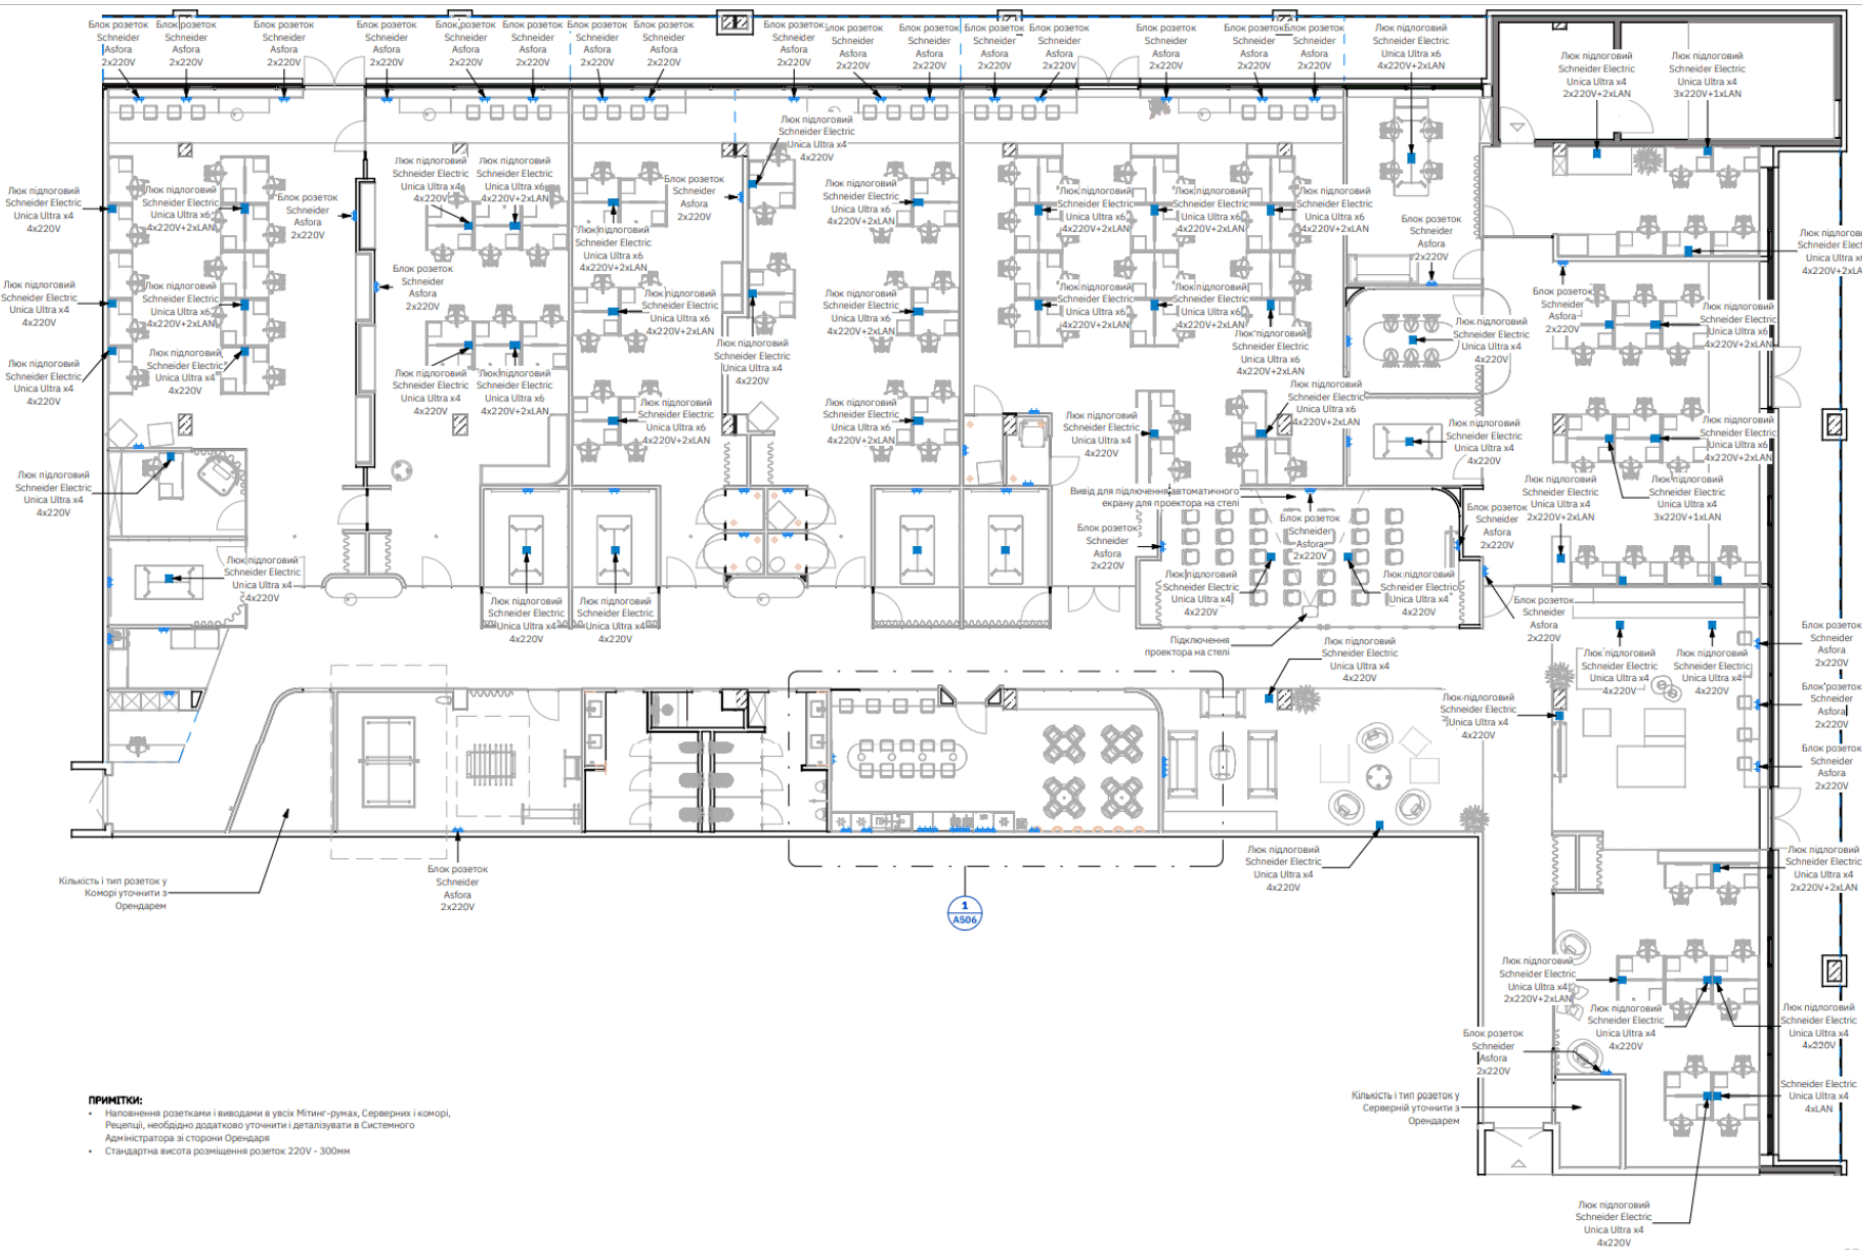 Блок розеток
Schneider
Asfora
2x220V
Блок розеток
Schneider
Asfora
2x220V
Блок розеток
Schneider
Asfora
2x220V
Блок розеток
Schneider
Asfora
2x220V
Блок розеток
Schneider
Asfora
2x220V
Блок розеток
Schneider
Asfora
2x220V
Блок розеток
Schneider
Asfora
2x220V
Блок розеток
Schneider
Asfora
2x220V
Блок розеток
Schneider
Asfora
2x220V
Блок розеток
Schneider
Asfora
2x220V
Блок розеток
Schneider
Asfora
2x220V
Блок розеток
Schneider
Asfora
2x220V
Блок розеток
Schneider
Asfora
2x220V
Блок розеток
Schneider
Asfora
2x220V
Блок розеток
Schneider
Asfora
2x220V
Блок розеток
Schneider
Asfora
2x220V
Люк підлоговий
Schneider Electric
Unica Ultra x6
4x220V+2xLAN
Люк підлоговий
Schneider Electric
Unica Ultra x4
2x220V+2xLAN
Люк підлоговий
Schneider Electric
Unica Ultra x4
3x220V+1xLAN
Люк підлоговий
Schneider Electric
Unica Ultra x4
4x220V
Люк підлоговий
Schneider Electric
Unica Ultra x4
4x220V
Люк підлоговий
Schneider Electric
Unica Ultra x6
4x220V+2xLAN
Блок розеток
Schneider
Asfora
2x220V
Люк підлоговий
Schneider Electric
Unica Ultra x4
4x220V
Люк підлоговий
Schneider Electric
Unica Ultra x6
4x220V+2xLAN
Блок розеток
Schneider
Asfora
2x220V
Люк підлоговий
Schneider Electric
Unica Ultra x6
4x220V+2xLAN
Люк підлоговий
Schneider Electric
Unica Ultra x6
4x220V+2xLAN
Люк підлоговий
Schneider Electric
Unica Ultra x6
4x220V+2xLAN
Люк підлоговий
Schneider Electric
Unica Ultra x6
4x220V+2xLAN
Люк підлоговий
Schneider Electric
Unica Ultra x6
4x220V+2xLAN
Блок розеток
Schneider
Asfora
2x220V
Unica Ultra x6
Люк підлоговий
Schneider Electric
Unica Ultra x4
4x220V
Люк підлоговий
Schneider Electric
Unica Ultra x6
4x220V+2xLAN
Блок розеток
Schneider
Asfora
2x220V
Люк підлоговий
Schneider Electric
Unica Ultra x6
4x220V+2xLAN
Люк підлоговий
Schneider Electric
Unica Ultra x6
4x220V+2xLAN
Люк підлоговий
Schneider Electric
Unica Ultra x6
4x220V+2xLAN
Люк підлоговий
Schneider Electric
Unica Ultra x6
4x220V+2xLAN
Люк підлоговий
Schneider Electric
Unica Ultra x6
4x220V+2xLAN
Блок розеток
Schneider
Asfora
2x220V
Люк підлоговий
Schneider Electric
Unica Ultra x6
4x220V+2xLAN
Люк підлоговий
Schneider Electric
Unica Ultra x4
4x220V
Люк підлоговий
Schneider Electric
Unica Ultra x4
4x220V
Люк підлоговий
Schneider Electric
Unica Ultra x4
4x220V
Люк підлоговий
Schneider Electric
Unica Ultra x4
4x220V
Люк підлоговий
Schneider Electric
Unica Ultra x6
4x220V+2xLAN
Люк підлоговий
Schneider Electric
Unica Ultra x4
4x220V
Люк підлоговий
Schneider Electric
Unica Ultra x6
4x220V+2xLAN
Люк підлоговий
Schneider Electric
Unica Ultra x6
4x220V+2xLAN
Люк підлоговий
Schneider Electric
Unica Ultra x6
4x220V+2xLAN
Люк підлоговий
Schneider Electric
Unica Ultra x4
4x220V
Люк підлоговий
Schneider Electric
Unica Ultra x4
4x220V
Люк підлоговий
Schneider Electric
Unica Ultra x6
4x220V+2xLAN
Люк підлоговий
Schneider Electric
Unica Ultra x4
4x220V
Вивід для підлючення автоматичного
екрану для проектора на стелі
Люк підлоговий
Schneider Electric
Unica Ultra x4
2x220V+2xLAN
Люк підлоговий
Schneider Electric
Unica Ultra x4
3x220V+1xLAN
Блок розеток
Schneider
Asfora
2x220V
Блок розеток
Schneider
Asfora
2x220V
Блок розеток
Schneider
Asfora
2x220V
Люк підлоговий
Schneider Electric
Unica Ultra x4
4x220V
Люк підлоговий
Schneider Electric
Unica Ultra x4
4x220V
Люк підлоговий
Schneider Electric
Unica Ultra x4
4x220V
Люк підлоговий
Schneider Electric
Unica Ultra x4
4x220V
Люк підлоговий
Schneider Electric
Unica Ultra x4
4x220V
Блок розеток
Schneider
Asfora
2x220V
Підключення
проектора на стелі
Люк підлоговий
Schneider Electric
Unica Ultra x4
4x220V
Люк підлоговий
Schneider Electric
Unica Ultra x4
4x220V
Люк підлоговий
Schneider Electric
Unica Ultra x4
4x220V
Блок розеток
Schneider
Asfora
2x220V
Люк підлоговий
Schneider Electric
Unica Ultra x4
4x220V
Блок розеток
Schneider
Asfora
2x220V
Блок розеток
Schneider
Asfora
2x220V
Люк підлоговий
Schneider Electric
Unica Ultra x4
4x220V
Люк підлоговий
Schneider Electric
Unica Ultra x4
2x220V+2xLAN
Кількість і тип розеток у
Коморі уточнити з
Орендарем
Блок розеток
Schneider
Asfora
2x220V
1
A506
Люк підлоговий
Schneider Electric
Unica Ultra x4
2x220V+2xLAN
Люк підлоговий
Schneider Electric
Unica Ultra x4
4x220V
Люк підлоговий
Schneider Electric
Unica Ultra x4
4x220V
Блок розеток
Schneider
Asfora
2x220V
Schneider Electric
Unica Ultra x4
4xLAN
Кількість і тип розеток у
Серверній уточнити з
Орендарем
Люк підлоговий
Schneider Electric
Unica Ultra x4
4x220V
ПРИМІТКИ:
• Наповнення розетками і виводами в увсіх Мітинг-румах, Серверних і коморі,
Рецепції, необдідно додатково уточнити і деталізувати в Системного
Адміністратора зі сторони Орендаря
• Стандартна висота розміщення розеток 220V - 300мм